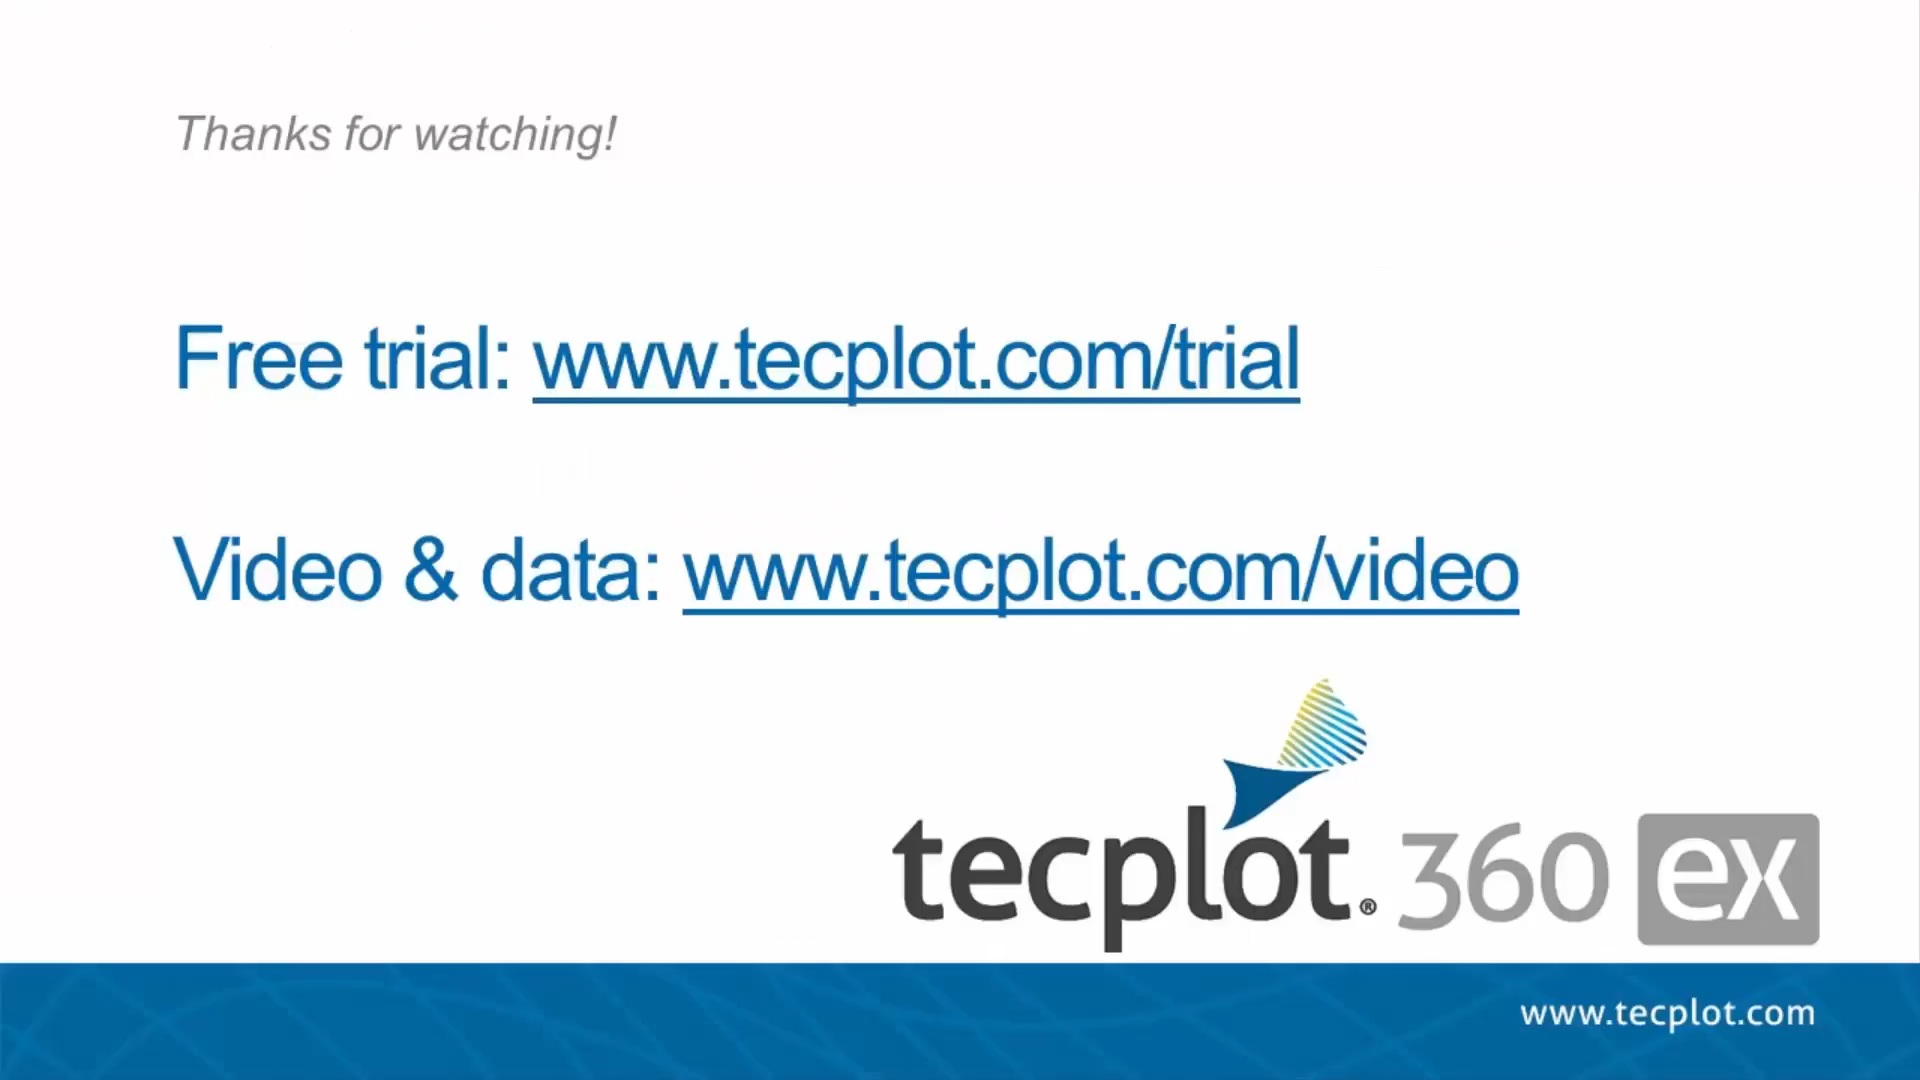 Thanks for watching!
Free trial: www.tecplot.com/trial
Video & data: www.tecplot.com/video
tecplot® 360 ex
www.tecplot.com